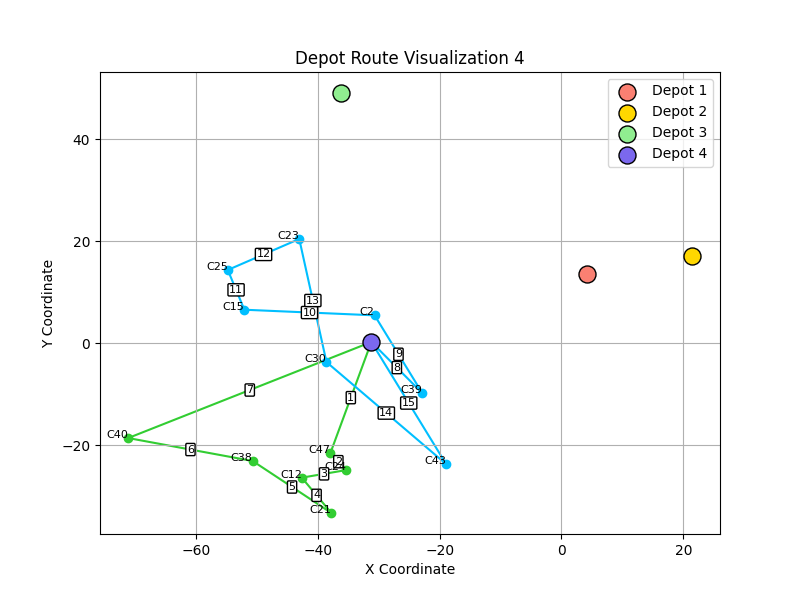 Depot Route Visualization 4
Depot 1
Depot 2
Depot 3
Depot 4
Y Coordinate
40
20
0
−20
−60
−40
−20
0
20
X Coordinate
C23
12
C25
11
C15
13
10
C2
C30
9
8
7
1
C39
15
14
C40
6
C38
C47
2
3
C12
5
4
C21
C43